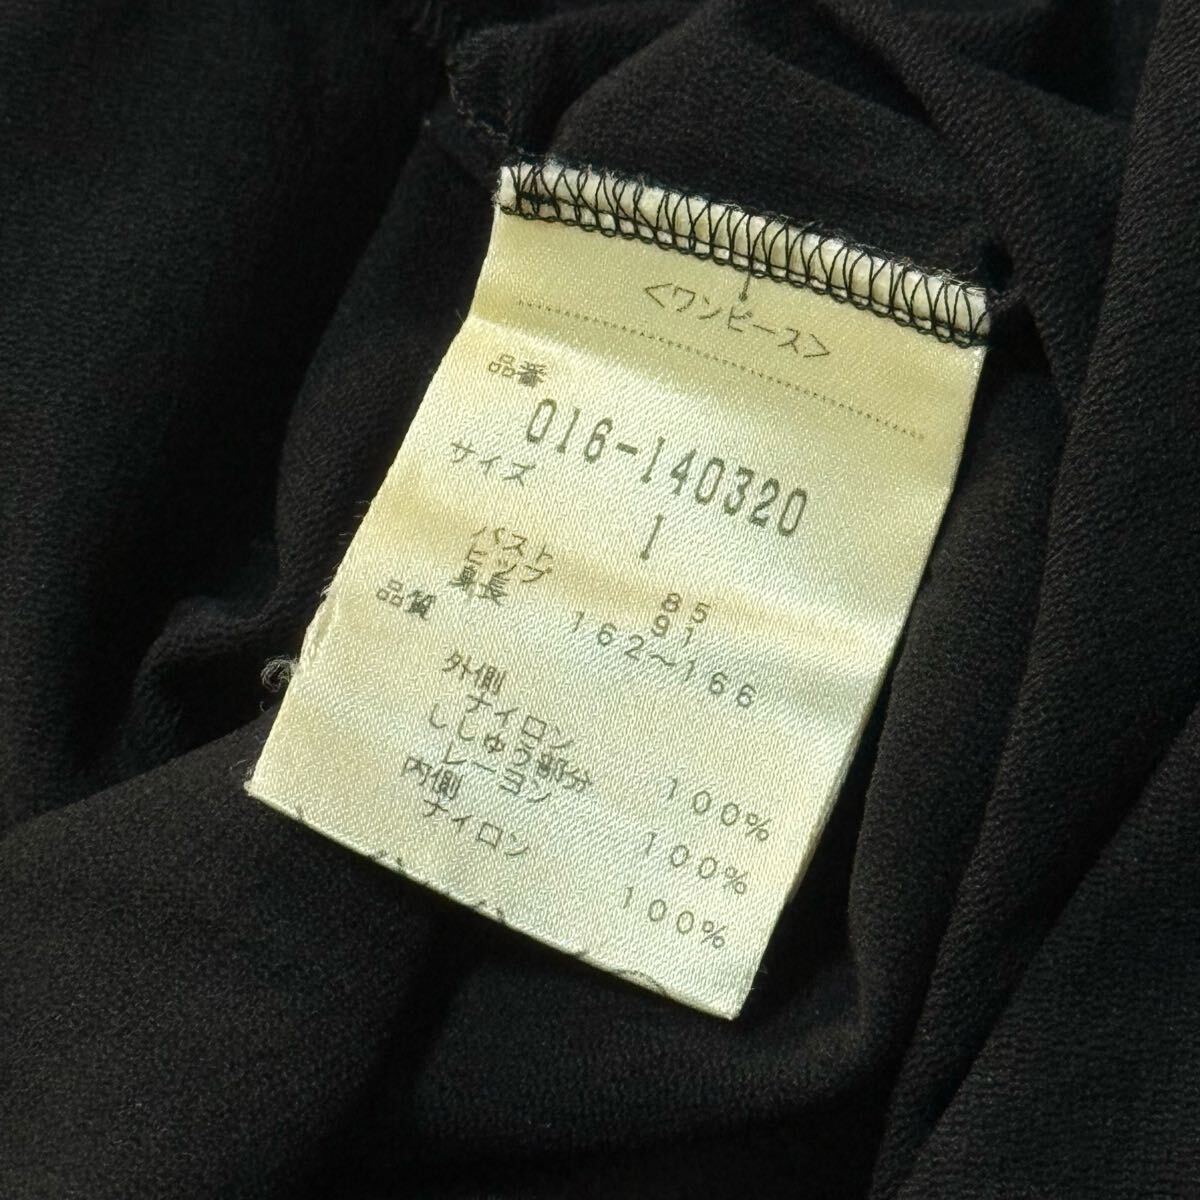 <ワンピース>
品番
016-140320
サイズ 1
バスト 85
ヒップ 91
身長 162～166
品質
外側
ナイロン 100%
ししゅう部分
レーヨン 100%
内側
ナイロン 100%